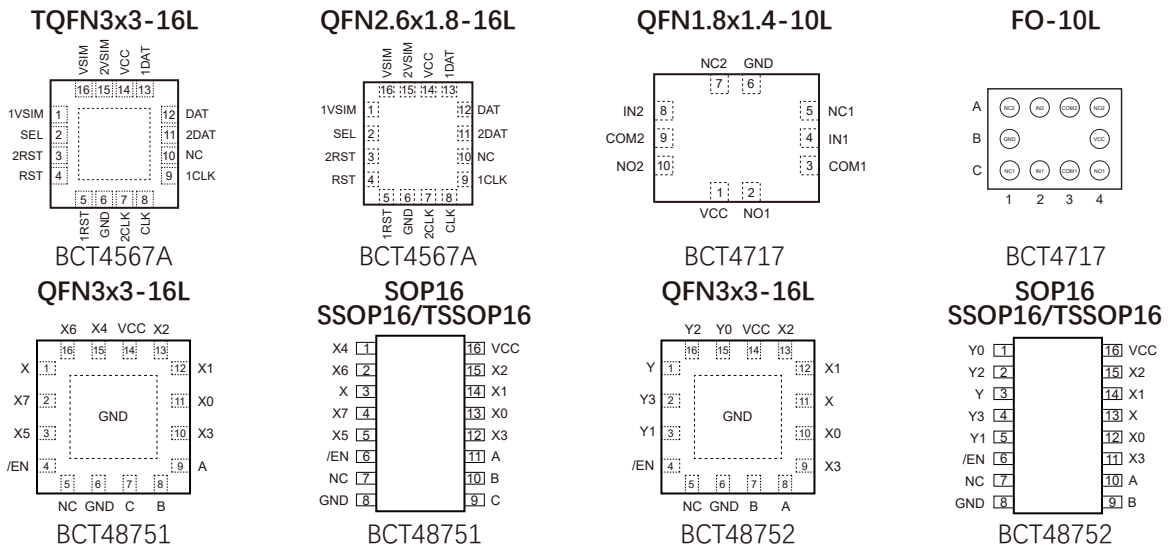 TQFN3x3-16L
VSIM
2VSIM
VCC
1DAT
16 15 14 13
1VSIM 1 12 DAT
SEL 2 11 2DAT
2RST 3 10 NC
RST 4 9 1CLK
5 6 7 8
1RST
GND
2CLK
CLK
BCT4567A
QFN2.6x1.8-16L
VSIM
2VSIM
VCC
1DAT
16 15 14 13
1VSIM 1 12 DAT
SEL 2 11 2DAT
2RST 3 10 NC
RST 4 9 1CLK
5 6 7 8
1RST
GND
2CLK
CLK
BCT4567A
QFN1.8x1.4-10L
NC2 GND
7 6
IN2 8 5 NC1
COM2 9 4 IN1
NO2 10 3 COM1
1 2
VCC NO1
BCT4717
FO-10L
A NC2 IN2 COM2 NO2
B GND VCC
C NC1 IN1 COM1 NO1
1 2 3 4
BCT4717
QFN3x3-16L
X6 X4 VCC X2
16 15 14 13
X 1 12 X1
X7 2 11 X0
GND
X5 3 10 X3
/EN 4 9 A
5 6 7 8
NC GND C B
BCT48751
SOP16
SSOP16/TSSOP16
X4 1 16 VCC
X6 2 15 X2
X 3 14 X1
X7 4 13 X0
X5 5 12 X3
/EN 6 11 A
NC 7 10 B
GND 8 9 C
BCT48751
QFN3x3-16L
Y2 Y0 VCC X2
16 15 14 13
Y 1 12 X1
Y3 2 11 X
GND
Y1 3 10 X0
/EN 4 9 X3
5 6 7 8
NC GND B A
BCT48752
SOP16
SSOP16/TSSOP16
Y0 1 16 VCC
Y2 2 15 X2
Y 3 14 X1
Y3 4 13 X
Y1 5 12 X0
/EN 6 11 X3
NC 7 10 A
GND 8 9 B
BCT48752